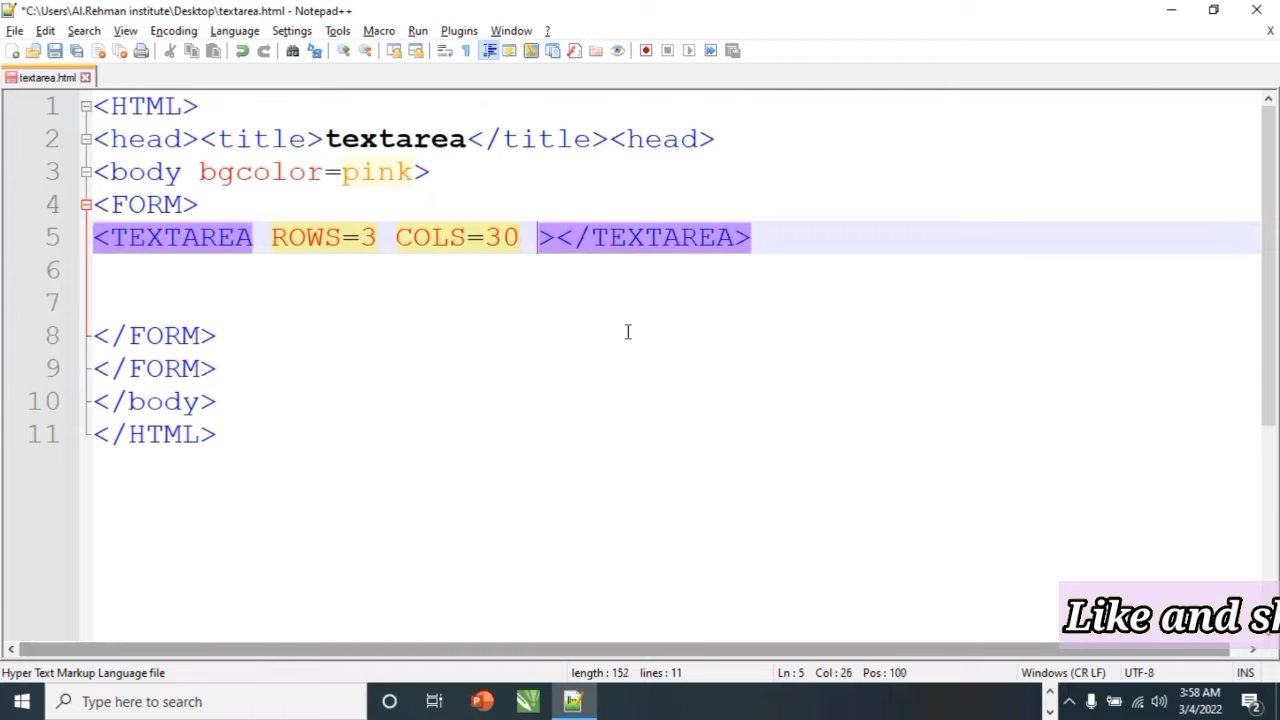 *C:\Users\Al.Rehman institute\Desktop\textarea.html - Notepad++
File Edit Search View Encoding Language Settings Tools Macro Run Plugins Window ? X
textarea.html
1 <HTML>
2 <head><title>textarea</title><head>
3 <body bgcolor=pink>
4 <FORM>
5 <TEXTAREA ROWS=3 COLS=30 ></TEXTAREA>
6
7
8 </FORM>
9 </FORM>
10 </body>
11 </HTML>
Like and
Hyper Text Markup Language file length : 152 lines : 11 Ln : 5 Col : 26 Pos : 100 Windows (CR LF) UTF-8 INS
Type here to search 3:58 AM
3/4/2022 2